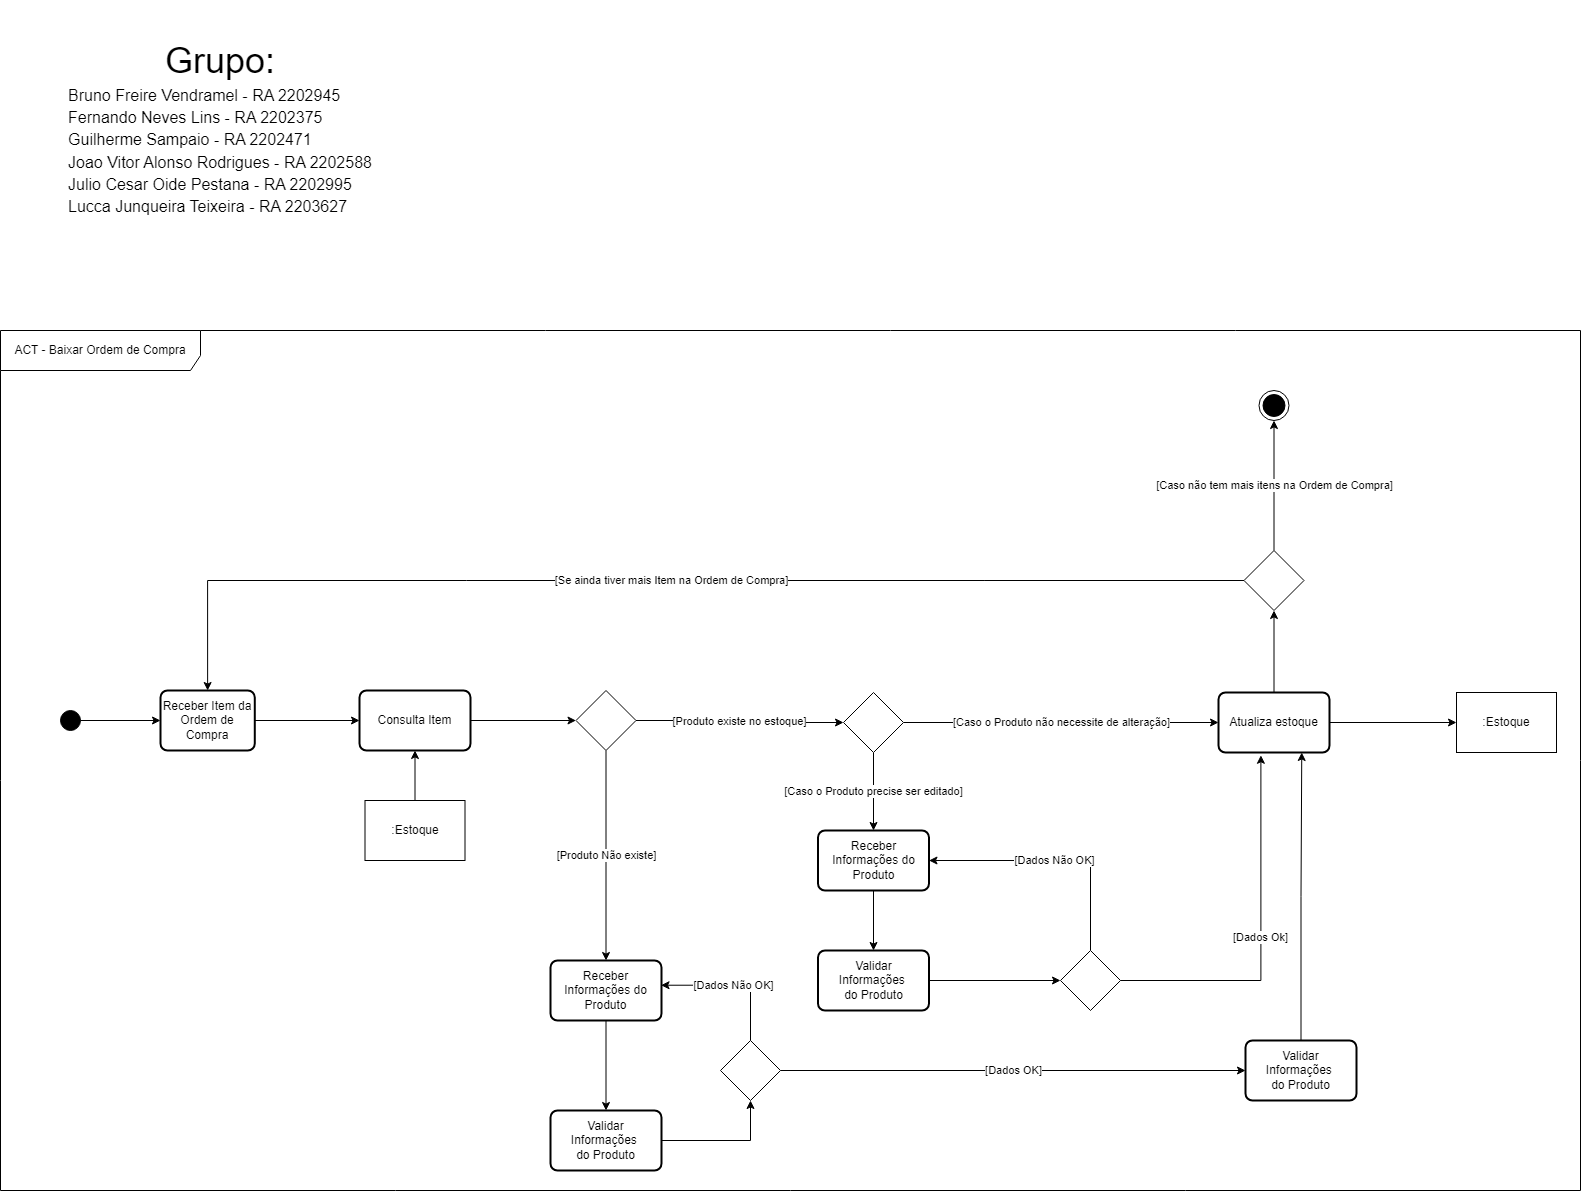 Grupo:
Bruno Freire Vendramel - RA 2202945
Fernando Neves Lins - RA 2202375
Guilherme Sampaio - RA 2202471
Joao Vitor Alonso Rodrigues - RA 2202588
Julio Cesar Oide Pestana - RA 2202995
Lucca Junqueira Teixeira - RA 2203627
ACT - Baixar Ordem de Compra
[Caso não tem mais itens na Ordem de Compra]
[Se ainda tiver mais Item na Ordem de Compra]
Receber Item da
Ordem de
Compra
Consulta Item
[Produto existe no estoque]
[Caso o Produto não necessite de alteração]
Atualiza estoque
:Estoque
:Estoque
[Caso o Produto precise ser editado]
[Produto Não existe]
Receber
Informações do
Produto
[Dados Não OK]
Validar
Informações
do Produto
[Dados Ok]
Receber
Informações do
Produto
[Dados Não OK]
[Dados OK]
Validar
Informações
do Produto
Validar
Informações
do Produto